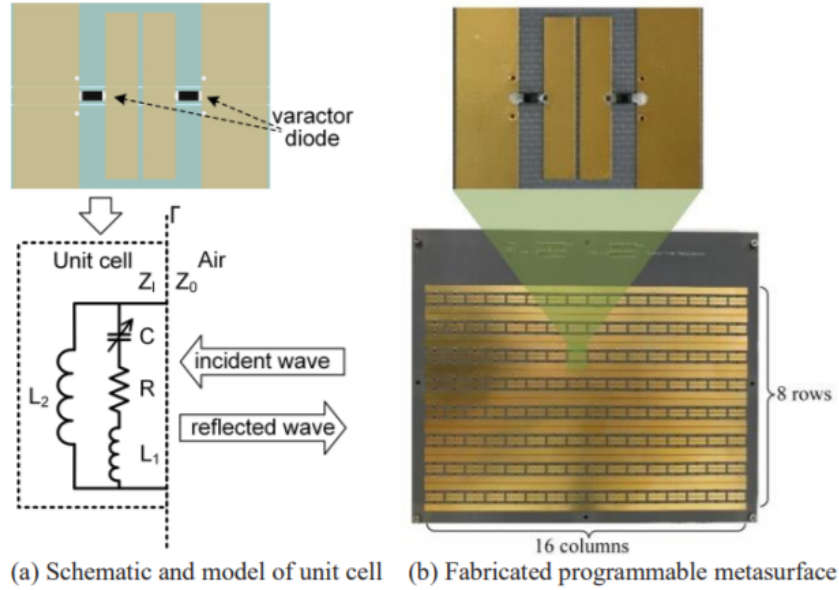 varactor
diode
Γ
Unit cell
Air
Z_l Z_0
C
R
L_2
L_1
incident wave
reflected wave
8 rows
16 columns
(a) Schematic and model of unit cell
(b) Fabricated programmable metasurface